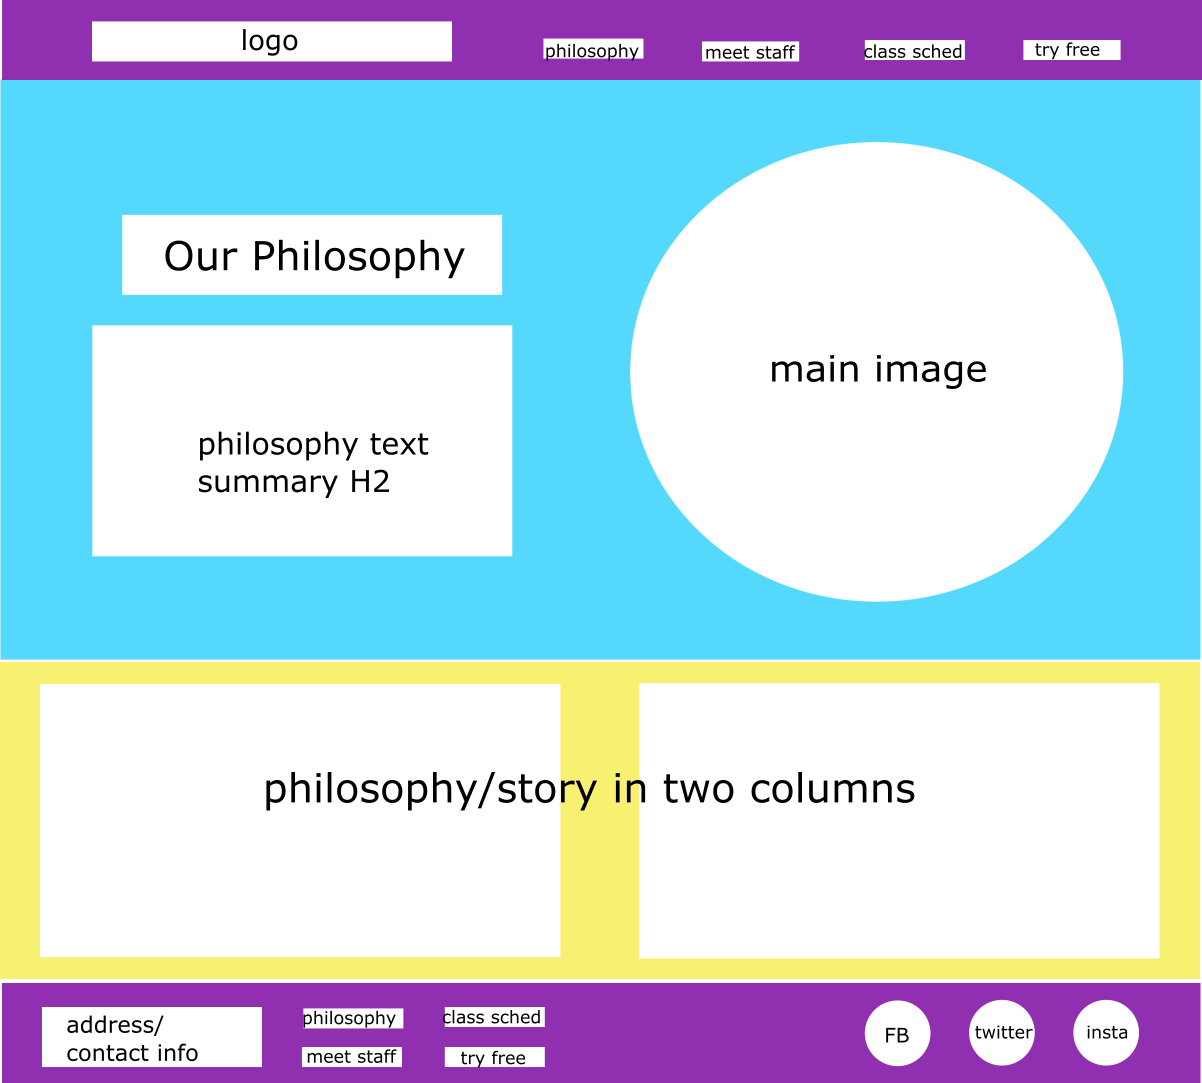 logo
philosophy
meet staff
class sched
try free
Our Philosophy
philosophy text
summary H2
main image
philosophy/story in two columns
address/
contact info
philosophy
class sched
meet staff
try free
FB
twitter
insta